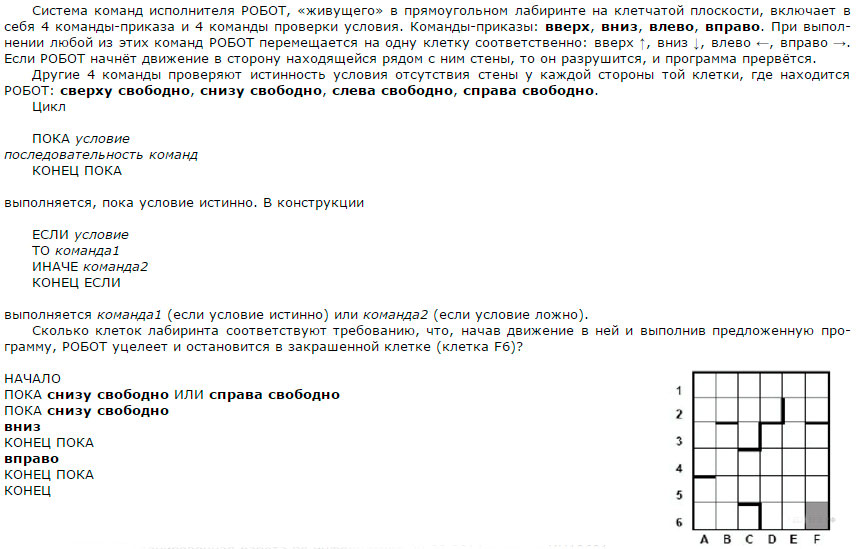 Система команд исполнителя РОБОТ, «живущего» в прямоугольном лабиринте на клетчатой плоскости, включает в
себя 4 команды-приказа и 4 команды проверки условия. Команды-приказы: вверх, вниз, влево, вправо. При выпол-
нении любой из этих команд РОБОТ перемещается на одну клетку соответственно: вверх ↑, вниз ↓, влево ←, вправо →.
Если РОБОТ начнёт движение в сторону находящейся рядом с ним стены, то он разрушится, и программа прервётся.
Другие 4 команды проверяют истинность условия отсутствия стены у каждой стороны той клетки, где находится
РОБОТ: сверху свободно, снизу свободно, слева свободно, справа свободно.
Цикл
ПОКА условие
последовательность команд
КОНЕЦ ПОКА
выполняется, пока условие истинно. В конструкции
ЕСЛИ условие
ТО команда1
ИНАЧЕ команда2
КОНЕЦ ЕСЛИ
выполняется команда1 (если условие истинно) или команда2 (если условие ложно).
Сколько клеток лабиринта соответствуют требованию, что, начав движение в ней и выполнив предложенную про-
грамму, РОБОТ уцелеет и остановится в закрашенной клетке (клетка F6)?
НАЧАЛО
ПОКА снизу свободно ИЛИ справа свободно
ПОКА снизу свободно
вниз
КОНЕЦ ПОКА
вправо
КОНЕЦ ПОКА
КОНЕЦ
1
2
3
4
5
6
A B C D E F